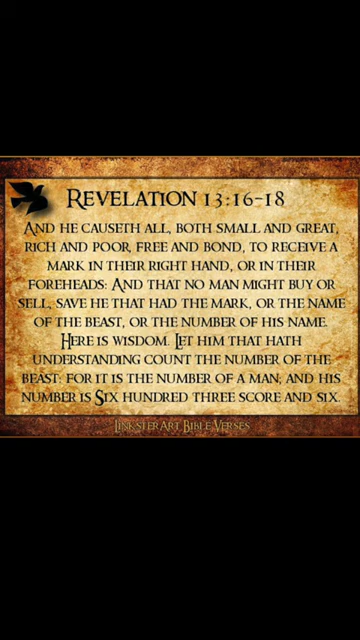 Revelation 13:16-18
And he causeth all, both small and great,
rich and poor, free and bond, to receive a
mark in their right hand, or in their
foreheads: And that no man might buy or
sell, save he that had the mark, or the name
of the beast, or the number of his name.
Here is wisdom. Let him that hath
understanding count the number of the
beast: for it is the number of a man; and his
number is Six hundred three score and six.
LinksterArt Bible Verses